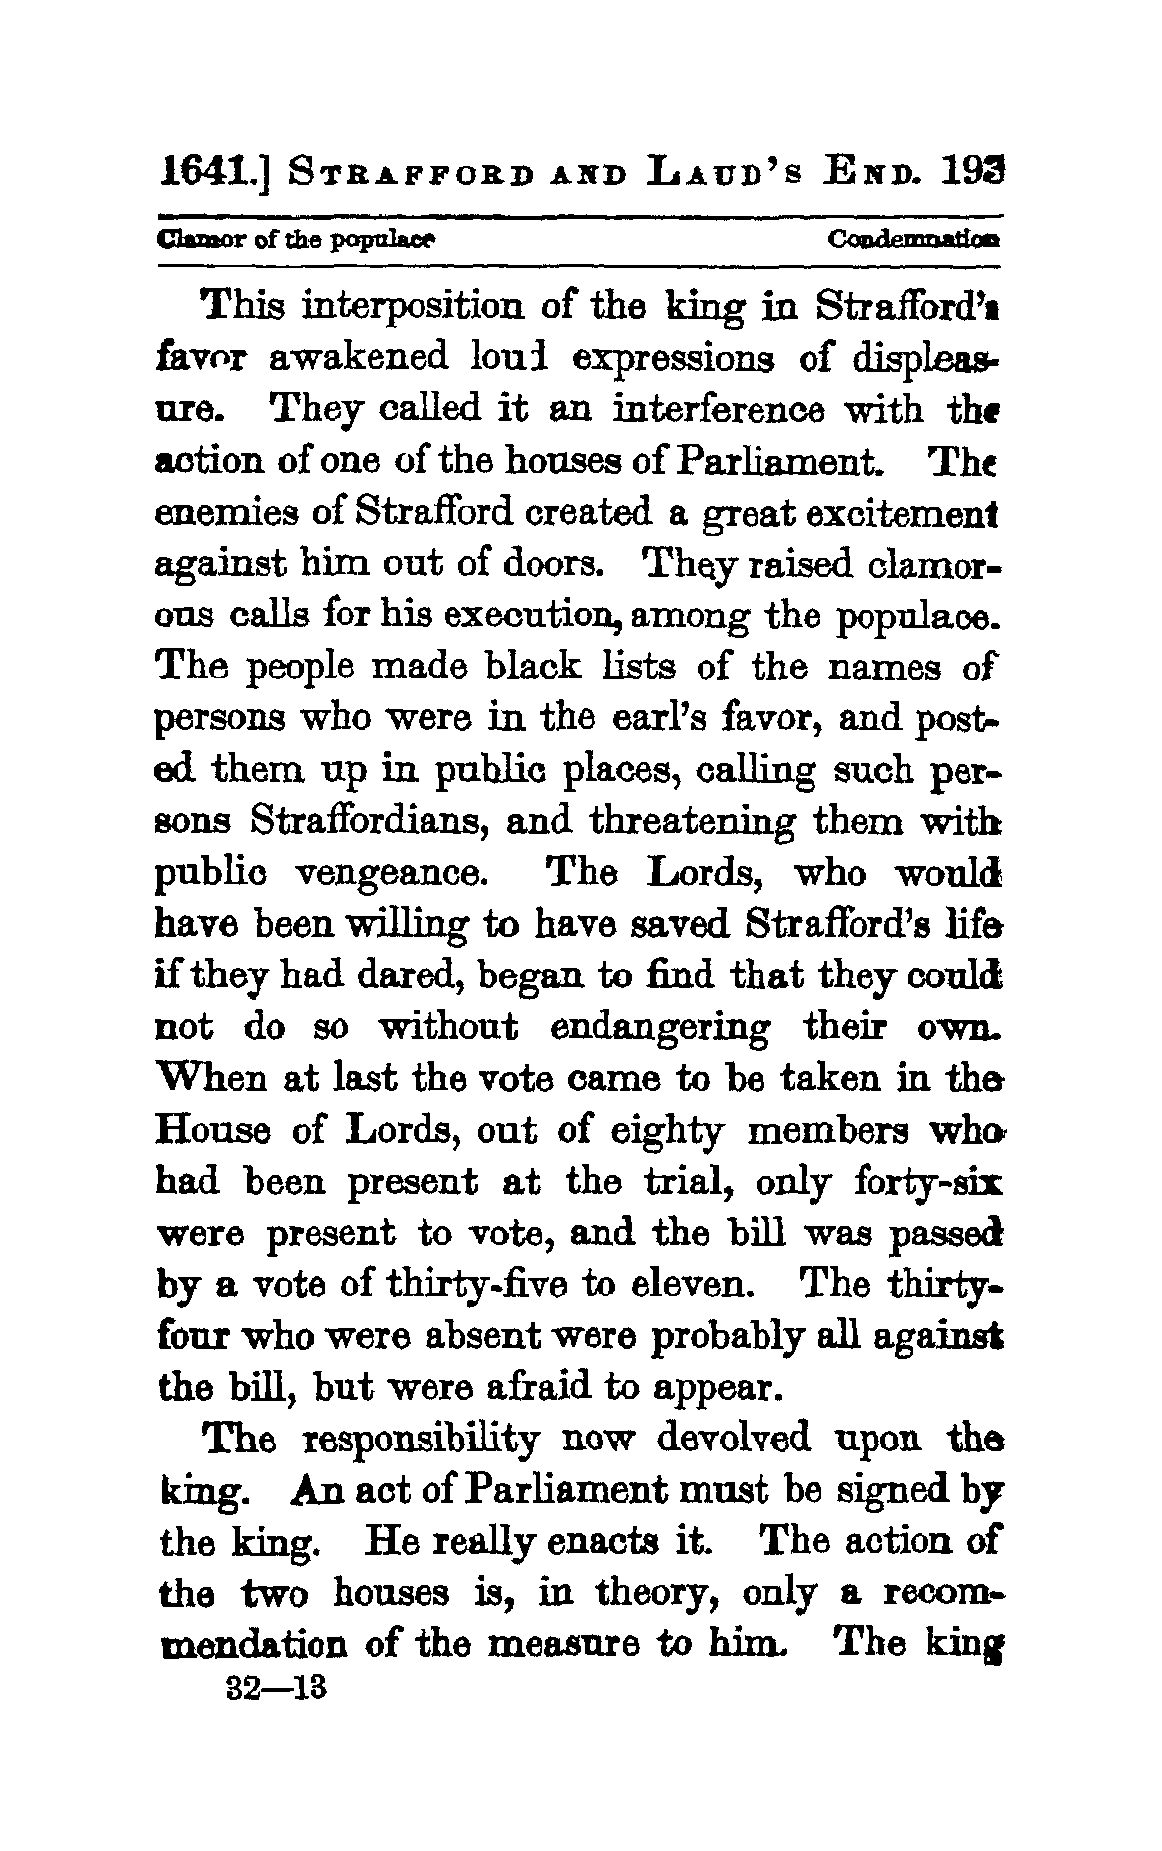 1641.] STRAFFORD AND LAUD'S END. 193
Clamor of the populace Condemnation
This interposition of the king in Strafford's
favor awakened loud expressions of displeas-
ure. They called it an interference with the
action of one of the houses of Parliament. The
enemies of Strafford created a great excitement
against him out of doors. They raised clamor-
ous calls for his execution, among the populace.
The people made black lists of the names of
persons who were in the earl's favor, and post-
ed them up in public places, calling such per-
sons Straffordians, and threatening them with
public vengeance. The Lords, who would
have been willing to have saved Strafford's life
if they had dared, began to find that they could
not do so without endangering their own.
When at last the vote came to be taken in the
House of Lords, out of eighty members who
had been present at the trial, only forty-six
were present to vote, and the bill was passed
by a vote of thirty-five to eleven. The thirty-
four who were absent were probably all against
the bill, but were afraid to appear.
The responsibility now devolved upon the
king. An act of Parliament must be signed by
the king. He really enacts it. The action of
the two houses is, in theory, only a recom-
mendation of the measure to him. The king
32—13